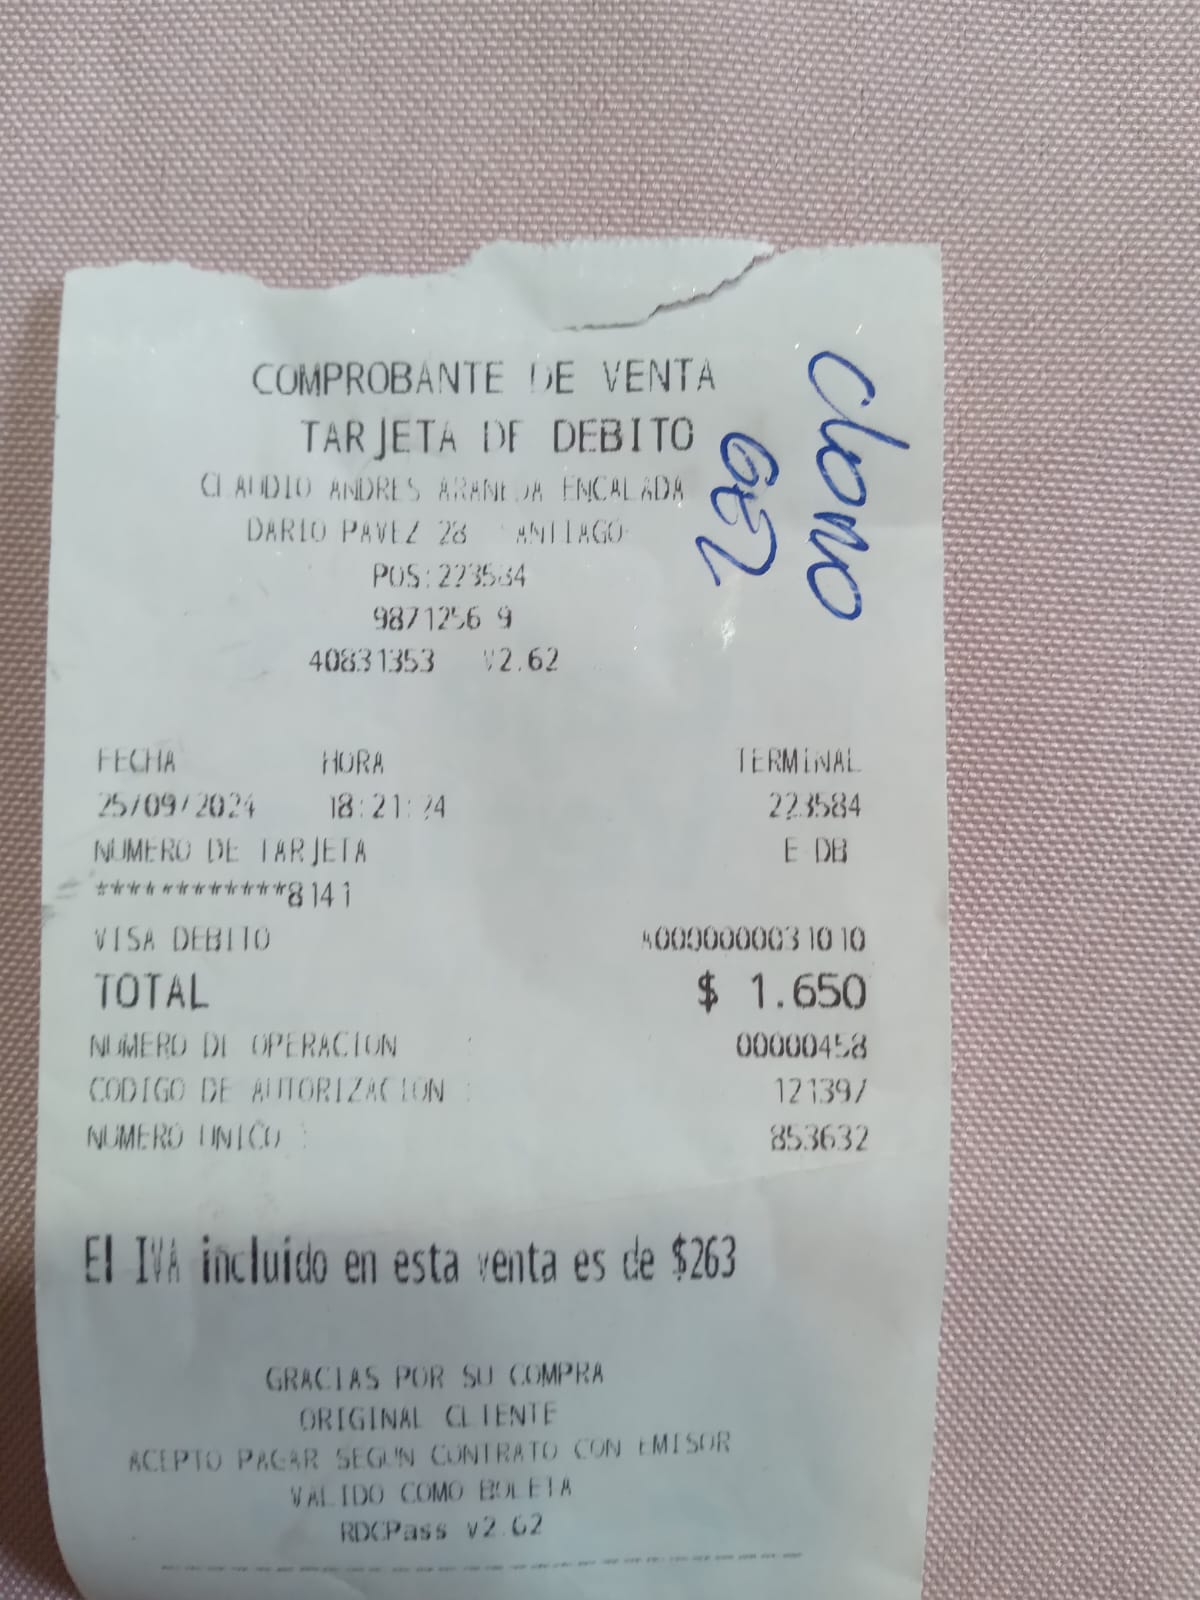 COMPROBANTE DE VENTA
TARJETA DE DEBITO
CLAUDIO ANDRES ARANEDA ENCALADA
DARIO PAVEZ 28 SANTIAGO
POS:223584
9871256 9
40831353 V2.62
FECHA HORA TERMINAL
25/09/2024 18:21:24 223584
NUMERO DE TARJETA E DB
************8141
VISA DEBITO A0000000031010
TOTAL $ 1.650
NUMERO DE OPERACION : 00000458
CODIGO DE AUTORIZACION : 121397
NUMERO UNICO : 853632
El IVA incluido en esta venta es de $263
GRACIAS POR SU COMPRA
ORIGINAL CLIENTE
ACEPTO PAGAR SEGUN CONTRATO CON EMISOR
VALIDO COMO BOLETA
RDCPass v2.62